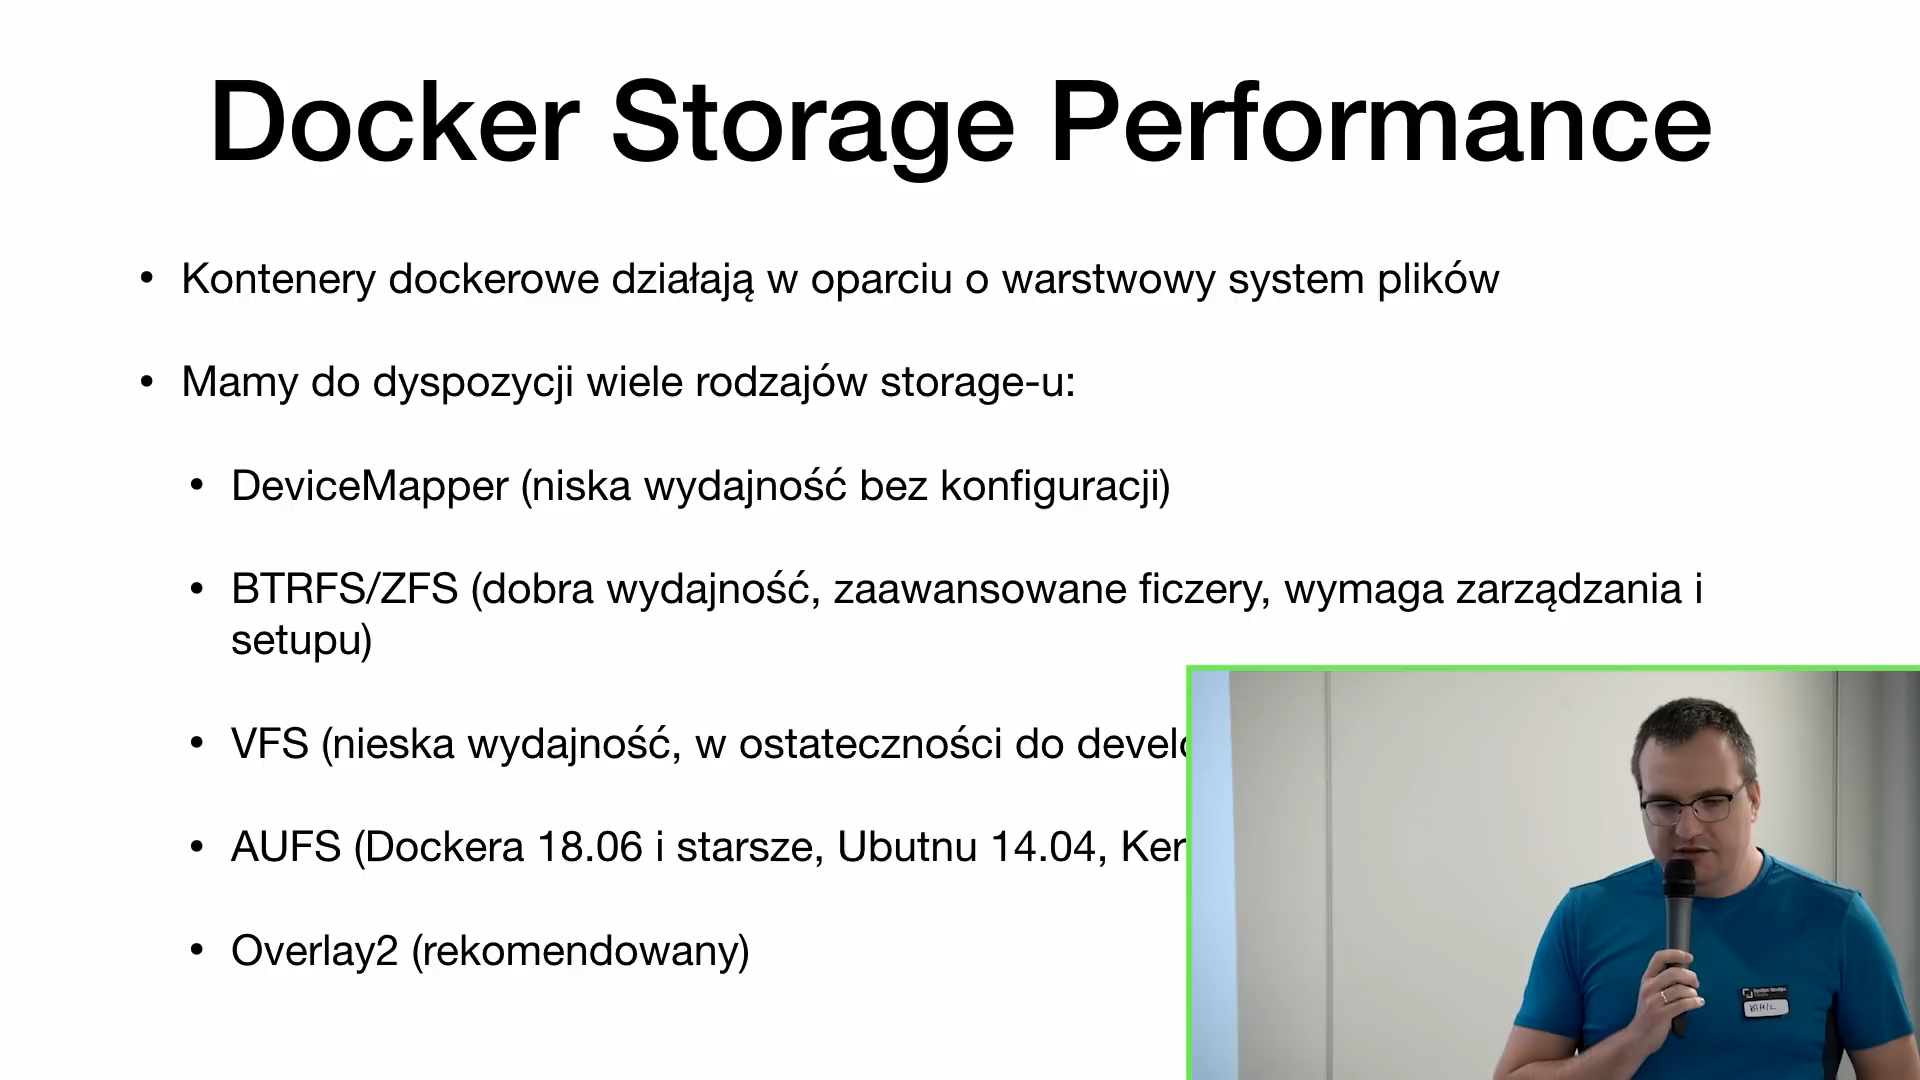 Docker Storage Performance
• Kontenery dockerowe działają w oparciu o warstwowy system plików
• Mamy do dyspozycji wiele rodzajów storage-u:
• DeviceMapper (niska wydajność bez konfiguracji)
• BTRFS/ZFS (dobra wydajność, zaawansowane ficzery, wymaga zarządzania i
setupu)
• VFS (nieska wydajność, w ostateczności do
• AUFS (Dockera 18.06 i starsze, Ubutnu 14.04,
• Overlay2 (rekomendowany)
KAMIL